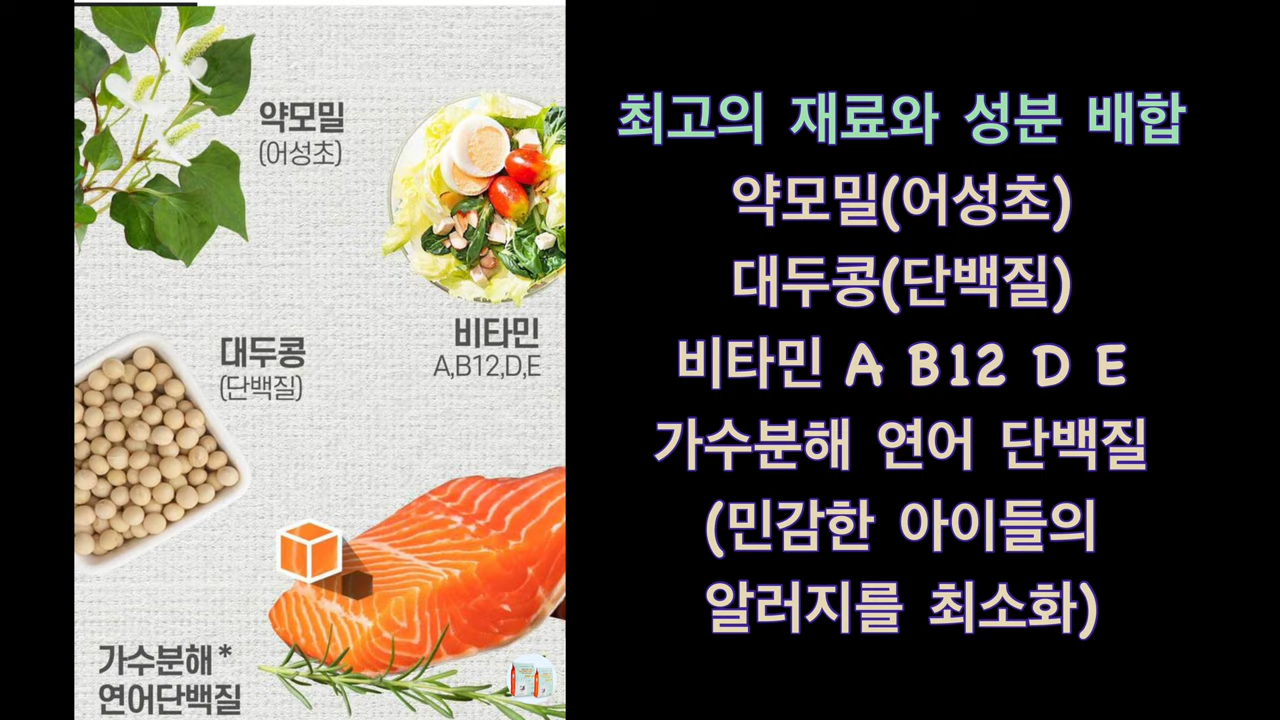 약모밀
(어성초)
비타민
A,B12,D,E
대두콩
(단백질)
가수분해*
연어단백질
최고의 재료와 성분 배합
약모밀(어성초)
대두콩(단백질)
비타민 A B12 D E
가수분해 연어 단백질
(민감한 아이들의
알러지를 최소화)